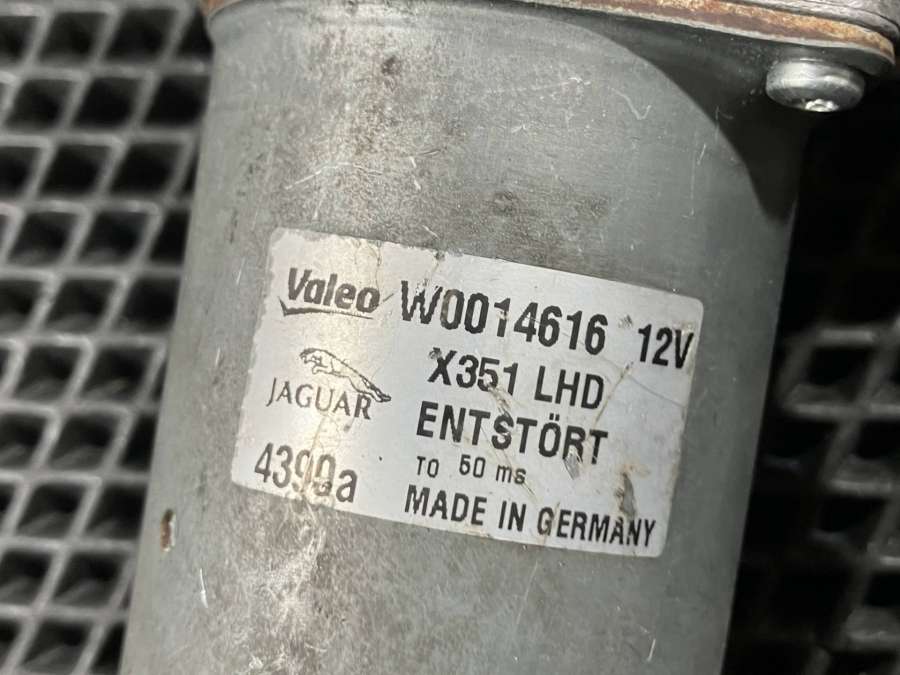 Valeo W0014616 12V
X351 LHD
JAGUAR
ENTSTÖRT
TO 50 ms
4399a
MADE IN GERMANY